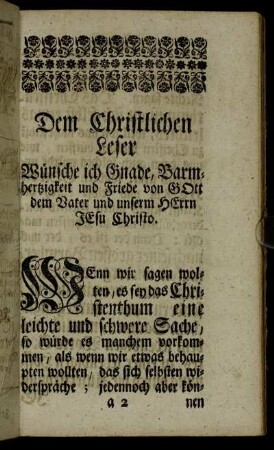 Dem Christlichen
Leser
Wünsche ich Gnade, Barm-
hertzigkeit und Friede von GOtt
dem Vater und unserm HErrn
JEsu Christo.
WEnn wir sagen wol-
ten, es sey das Chri-
stenthum eine
leichte und schwere Sache,
so würde es manchem vorkom-
men, als wenn wir etwas behau-
pten wollten, das sich selbsten wi-
derspräche; jedennoch aber kön-
a 2 nen